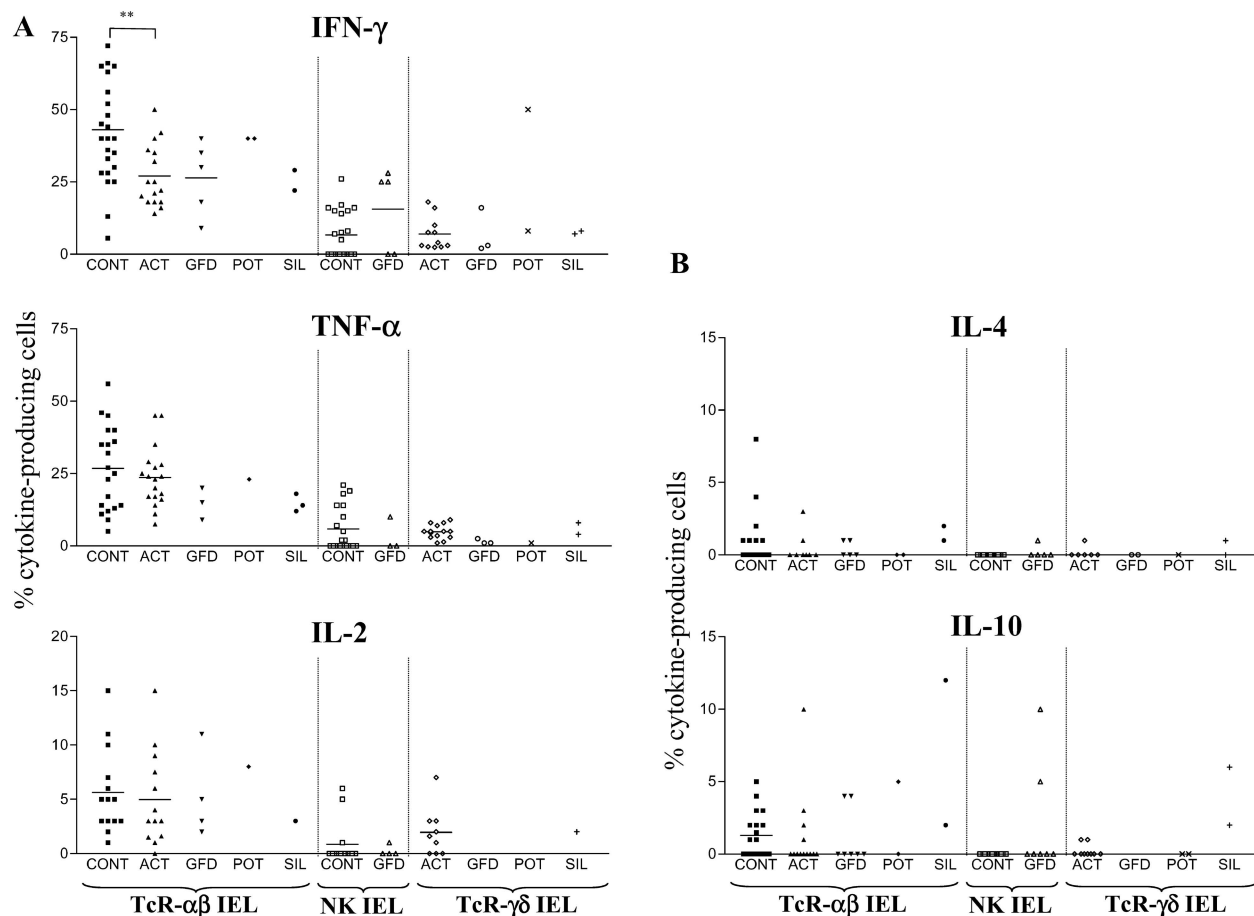 A
**
IFN-γ
75
50
25
0
CONT ACT GFD POT SIL CONT GFD ACT GFD POT SIL
% cytokine-producing cells
TNF-α
75
50
25
0
CONT ACT GFD POT SIL CONT GFD ACT GFD POT SIL
IL-2
20
15
10
5
0
CONT ACT GFD POT SIL CONT GFD ACT GFD POT SIL
TcR-αβ IEL NK IEL TcR-γδ IEL
B
% cytokine-producing cells
IL-4
15
10
5
0
CONT ACT GFD POT SIL CONT GFD ACT GFD POT SIL
IL-10
15
10
5
0
CONT ACT GFD POT SIL CONT GFD ACT GFD POT SIL
TcR-αβ IEL NK IEL TcR-γδ IEL